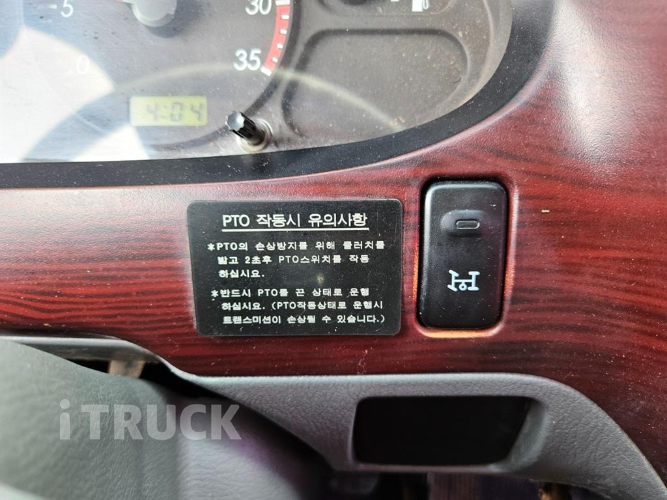 5
30
0
35
4:04
PTO 작동시 유의사항
*PTO의 손상방지를 위해 클러치를
밟고 2초후 PTO스위치를 작동
하십시요.
*반드시 PTO를 끈 상태로 운행
하십시요. (PTO작동상태로 운행시
트랜스미션이 손상될 수 있습니다.)
iTRUCK